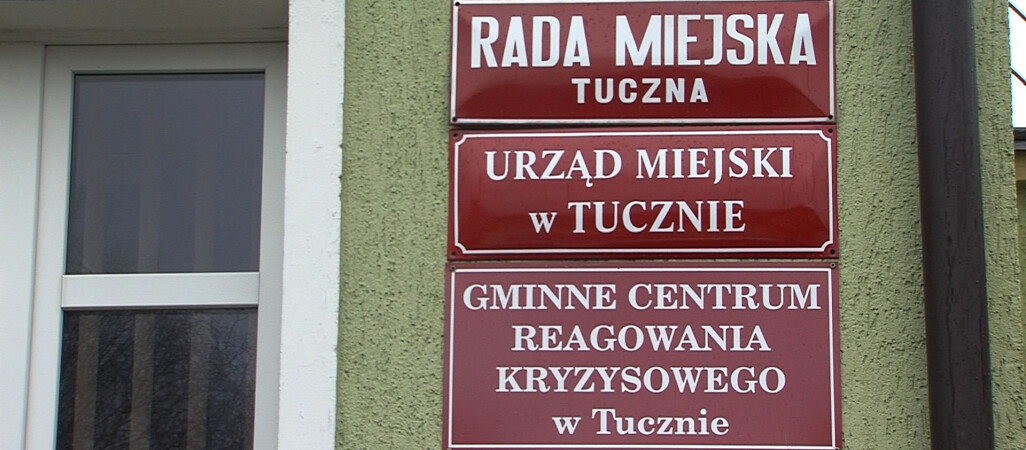 RADA MIEJSKA
TUCZNA
URZĄD MIEJSKI
w TUCZNIE
GMINNE CENTRUM
REAGOWANIA
KRYZYSOWEGO
w Tucznie